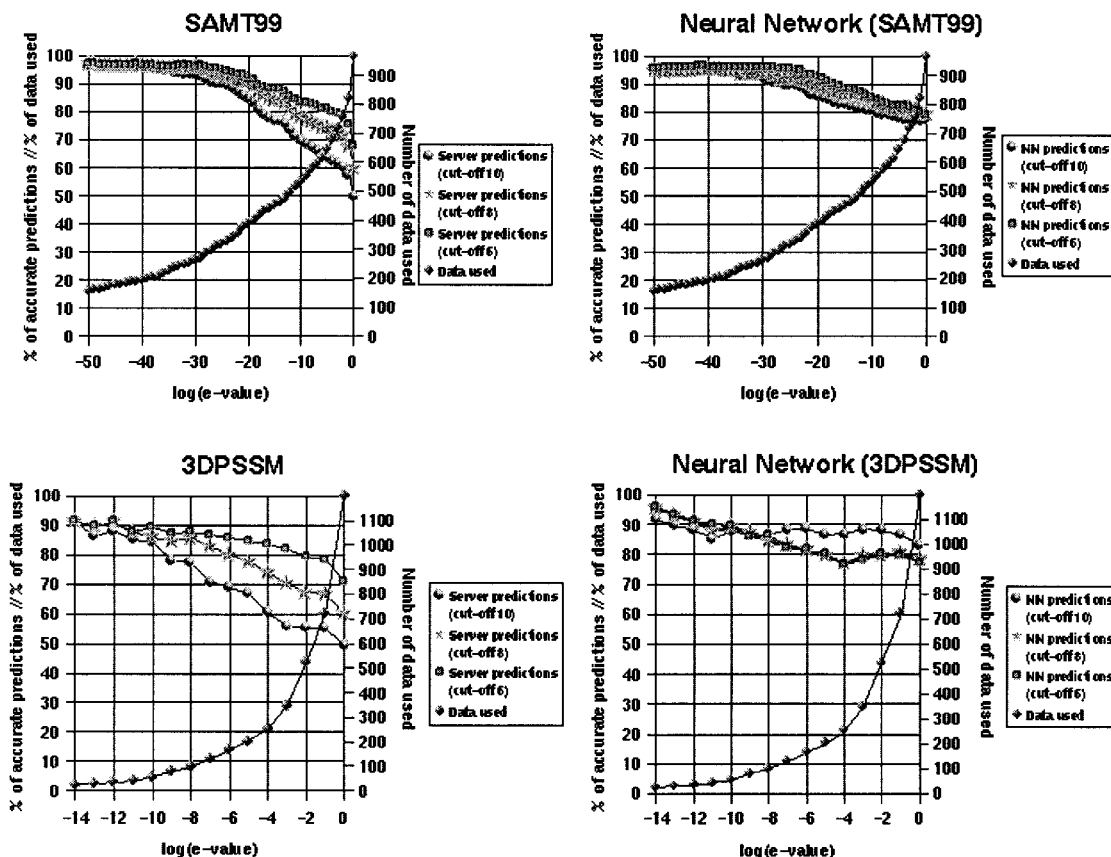 SAMT99
% of accurate predictions // % of data used
100
90
80
70
60
50
40
30
20
10
0
900
800
700
600
500
400
300
200
100
0
Number of data used
-50 -40 -30 -20 -10 0
log(e-value)
Server predictions
(cut-off10)
Server predictions
(cut-off8)
Server predictions
(cut-off6)
Data used
Neural Network (SAMT99)
% of accurate predictions // % of data used
100
90
80
70
60
50
40
30
20
10
0
900
800
700
600
500
400
300
200
100
0
Number of data used
-50 -40 -30 -20 -10 0
log(e-value)
NN predictions
(cut-off10)
NN predictions
(cut-off8)
NN predictions
(cut-off6)
Data used
3DPSSM
% of accurate predictions // % of data used
100
90
80
70
60
50
40
30
20
10
0
1100
1000
900
800
700
600
500
400
300
200
100
0
Number of data used
-14 -12 -10 -8 -6 -4 -2 0
log(e-value)
Server predictions
(cut-off10)
Server predictions
(cut-off8)
Server predictions
(cut-off6)
Data used
Neural Network (3DPSSM)
% of accurate predictions // % of data used
100
90
80
70
60
50
40
30
20
10
0
1100
1000
900
800
700
600
500
400
300
200
100
0
Number of data used
-14 -12 -10 -8 -6 -4 -2 0
log(e-value)
NN predictions
(cut-off10)
NN predictions
(cut-off8)
NN predictions
(cut-off6)
Data used